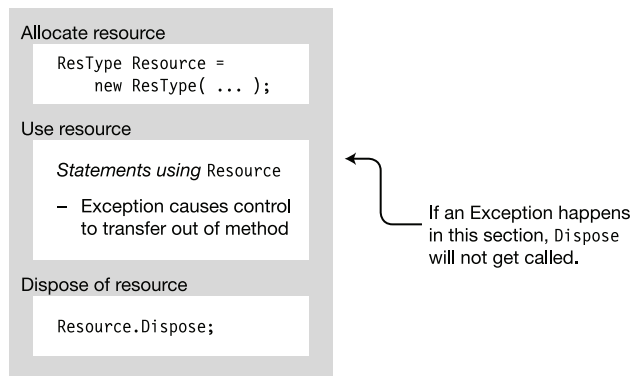 Allocate resource
ResType Resource =
new ResType( ... );
Use resource
Statements using Resource
– Exception causes control
to transfer out of method
If an Exception happens
in this section, Dispose
will not get called.
Dispose of resource
Resource.Dispose;